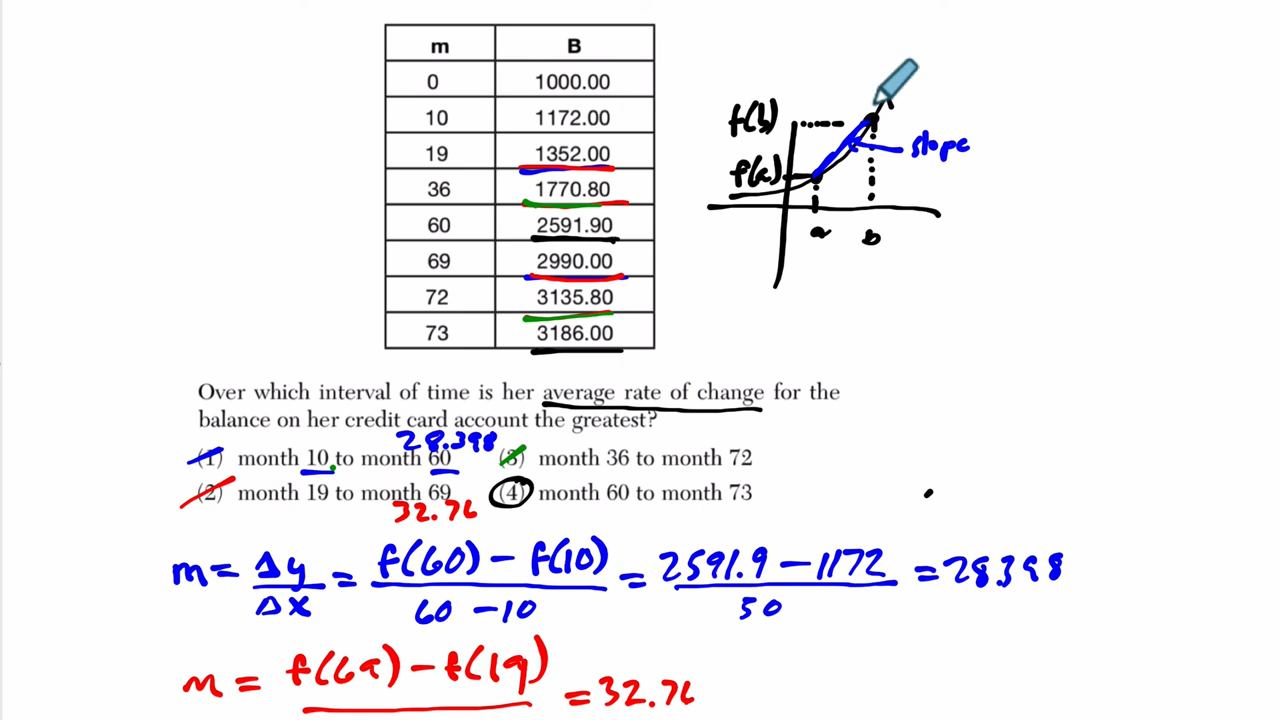 m B
0 1000.00
10 1172.00
19 1352.00
36 1770.80
60 2591.90
69 2990.00
72 3135.80
73 3186.00
f(b)
f(a)
slope
a b
Over which interval of time is her average rate of change for the
balance on her credit card account the greatest?
28.398
(1) month 10 to month 60 (3) month 36 to month 72
(2) month 19 to month 69 (4) month 60 to month 73
32.76
m = Δy/Δx = f(60) − f(10)/60 − 10 = 2591.9 − 1172/50 = 28.398
m = f(69) − f(19) = 32.76